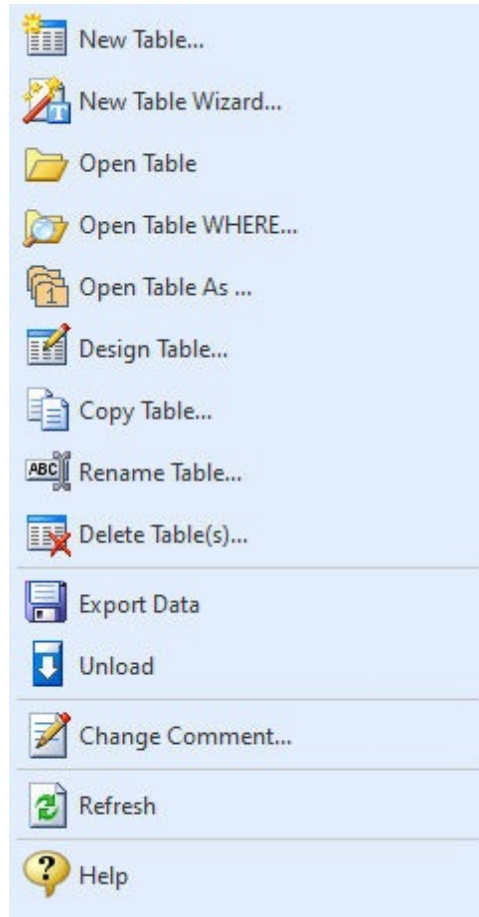 New Table...
New Table Wizard...
Open Table
Open Table WHERE...
1
Open Table As ...
Design Table...
Copy Table...
ABC
Rename Table...
Delete Table(s)...
Export Data
Unload
Change Comment...
Refresh
?
Help